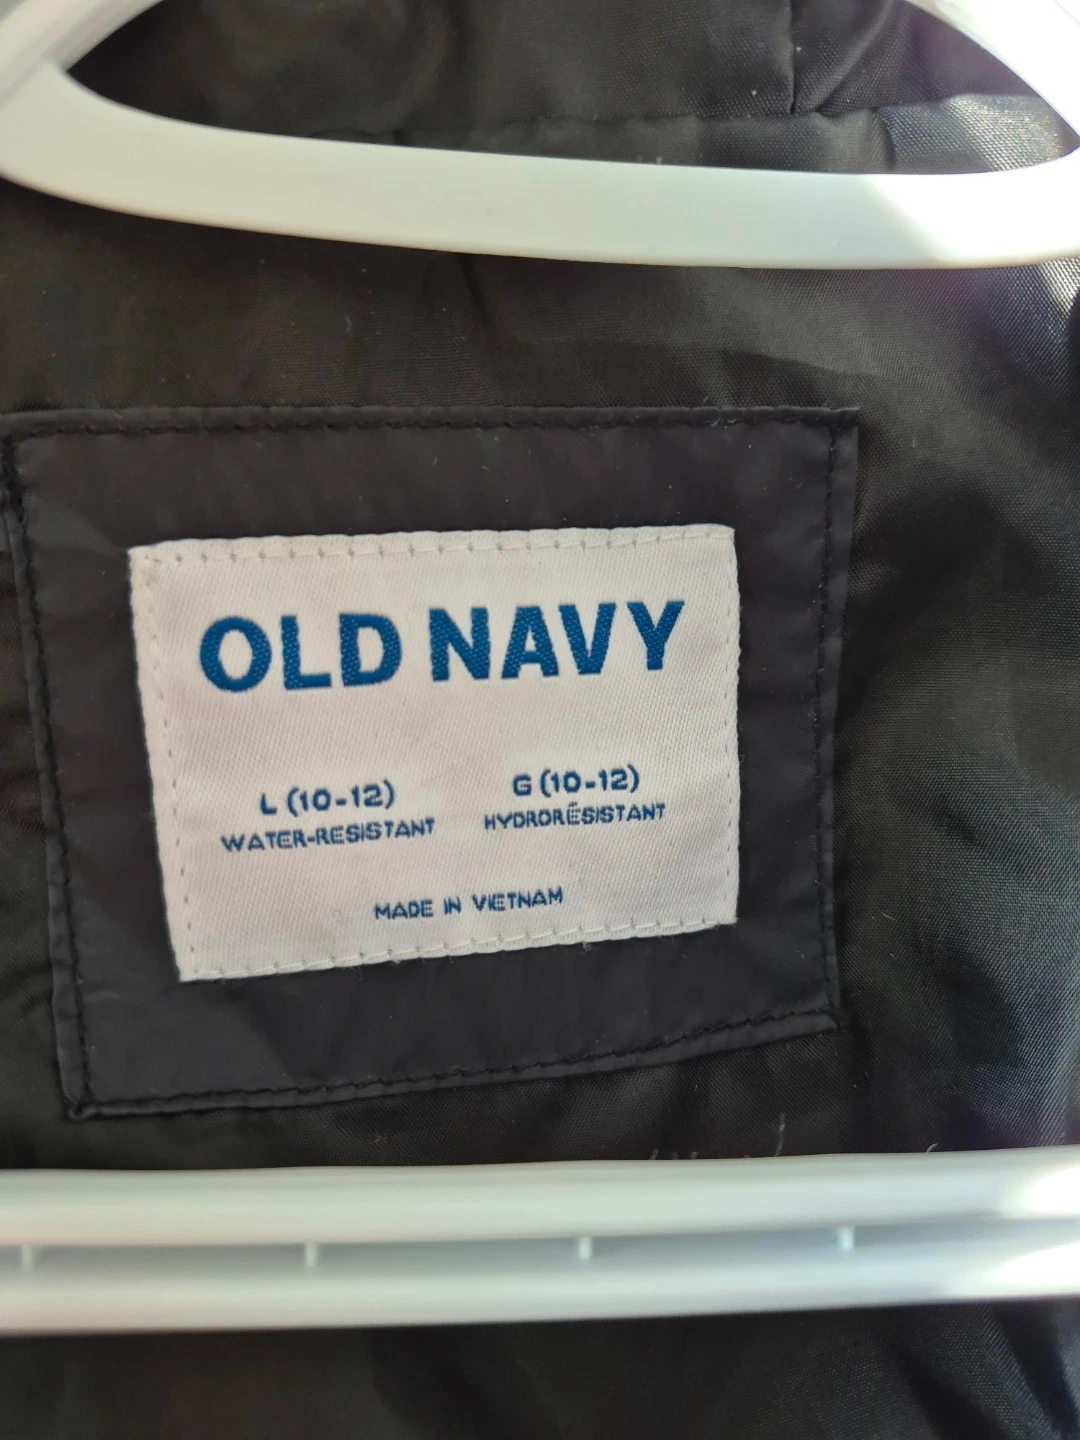 OLD NAVY
L (10-12)
WATER-RESISTANT
G (10-12)
HYDRORÉSISTANT
MADE IN VIETNAM